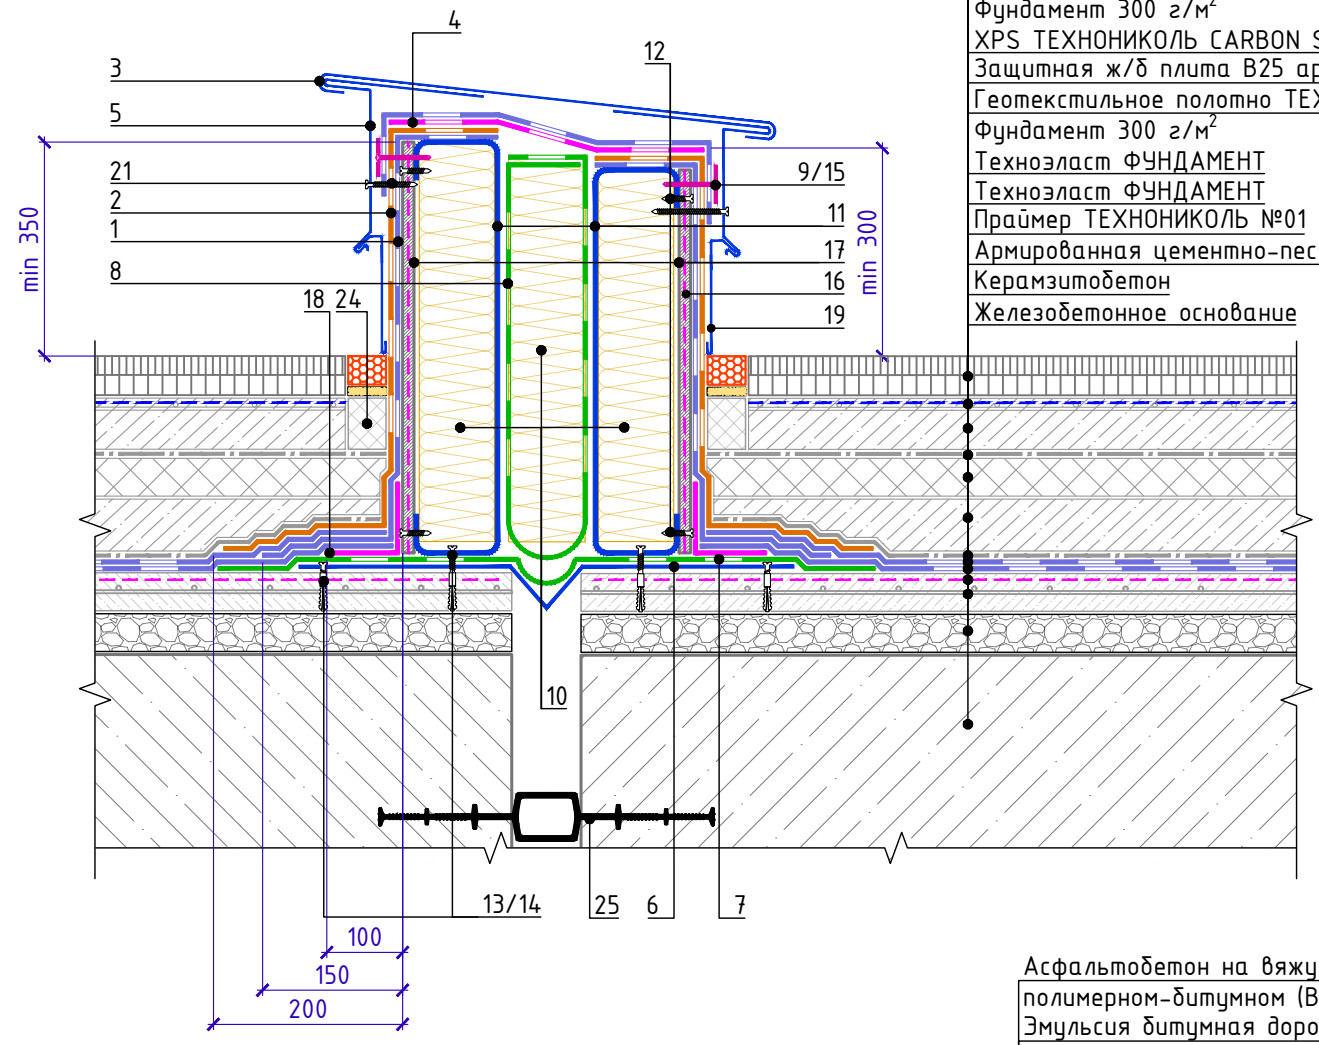 Фундамент 300 г/м²
XPS ТЕХНОНИКОЛЬ CARBON S
Защитная ж/б плита В25 ар
Геотекстильное полотно ТЕХ
Фундамент 300 г/м²
Техноэласт ФУНДАМЕНТ
Техноэласт ФУНДАМЕНТ
Праймер ТЕХНОНИКОЛЬ №01
Армированная цементно-пес
Керамзитобетон
Железобетонное основание
4
12
3
5
21
2
1
8
18 24
9/15
11
17
16
19
min 350
min 300
10
13/14
25
6
7
100
150
200
Асфальтобетон на вяжу
полимерном-битумном (В
Эмульсия битумная доро